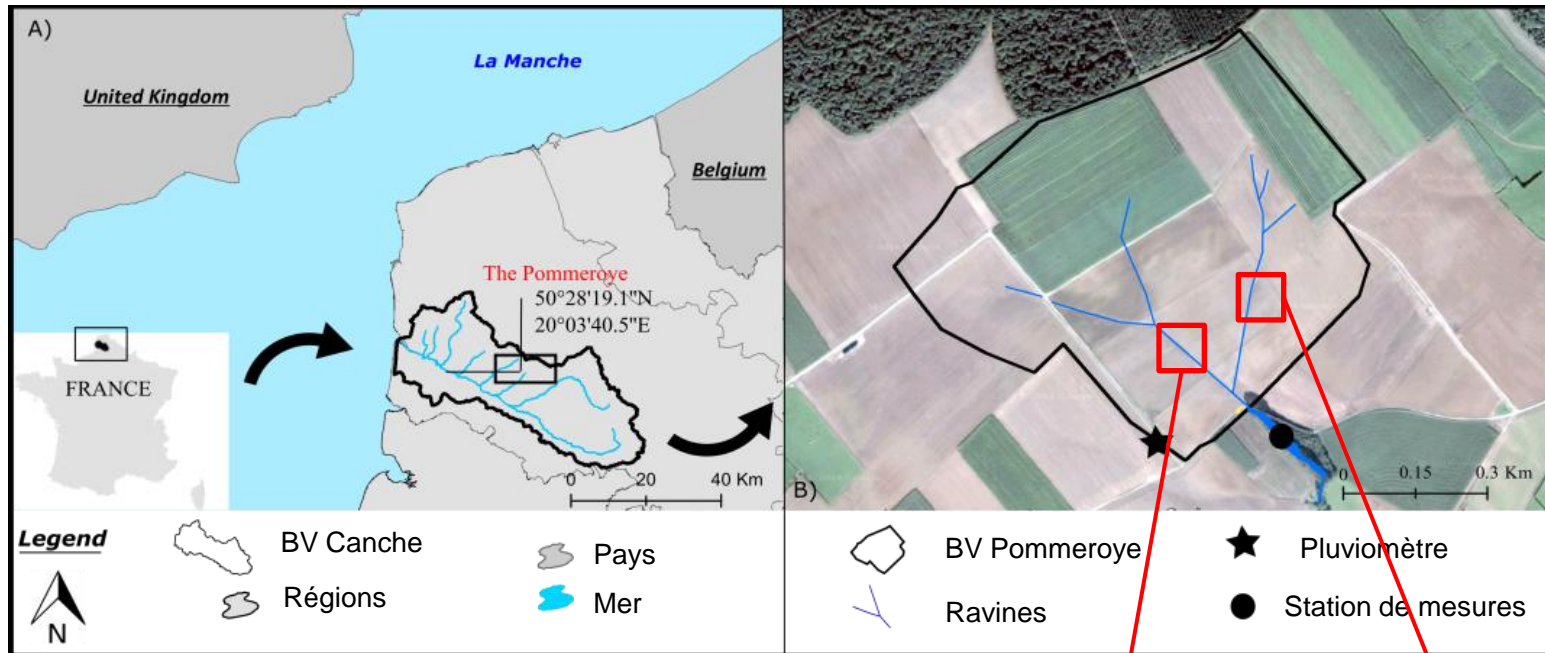 A)
La Manche
United Kingdom
Belgium
The Pommeroye
50°28'19.1"N
20°03'40.5"E
FRANCE
0 20 40 Km
B)
0 0.15 0.3 Km
Legend
N
BV Canche
Régions
Pays
Mer
BV Pommeroye
Ravines
Pluviomètre
Station de mesures